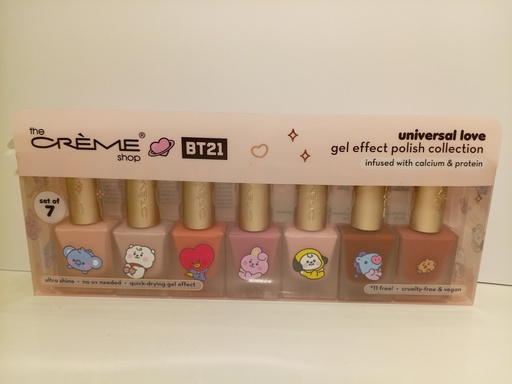 the
CRÈME®
shop
BT21
universal love
gel effect polish collection
infused with calcium & protein
set of
7
ultra shine • no uv needed • quick-drying gel effect
*11 free! • cruelty-free & vegan